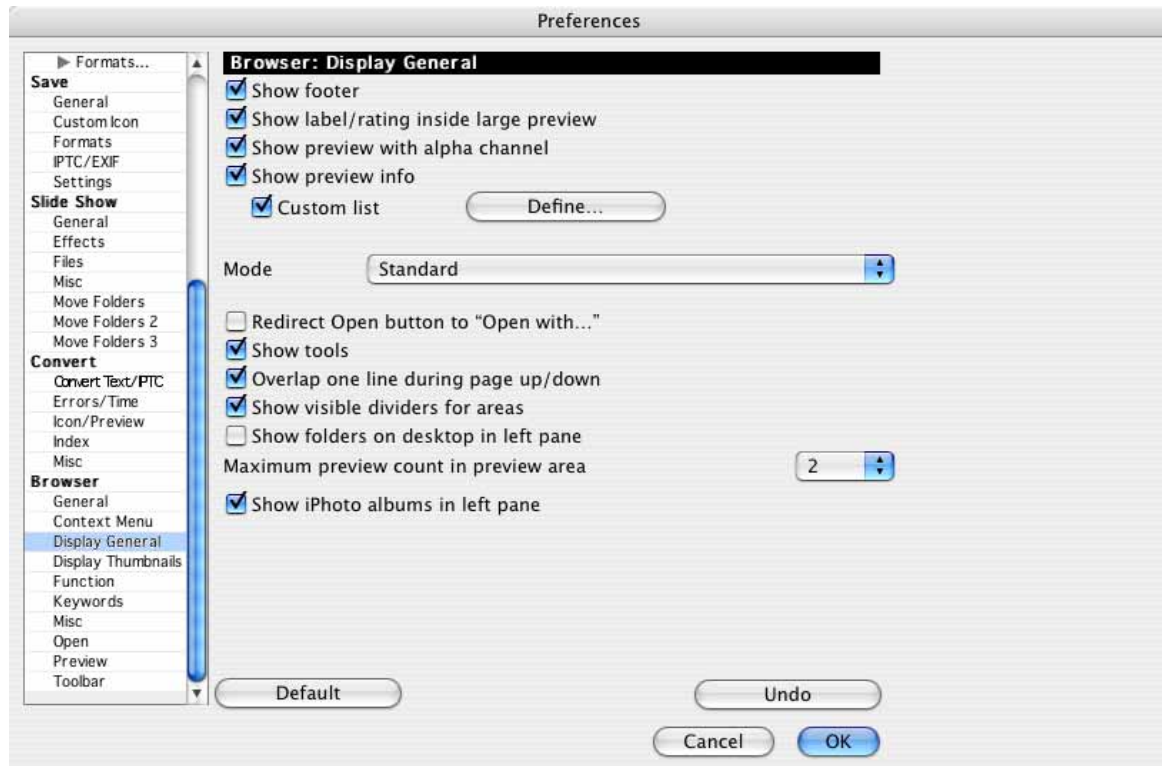 Preferences
▶ Formats...
Save
General
Custom Icon
Formats
IPTC/EXIF
Settings
Slide Show
General
Effects
Files
Misc
Move Folders
Move Folders 2
Move Folders 3
Convert
Convert Text/IPTC
Errors/Time
Icon/Preview
Index
Misc
Browser
General
Context Menu
Display General
Display Thumbnails
Function
Keywords
Misc
Open
Preview
Toolbar
Browser: Display General
Show footer
Show label/rating inside large preview
Show preview with alpha channel
Show preview info
Custom list Define...
Mode Standard
Redirect Open button to “Open with...”
Show tools
Overlap one line during page up/down
Show visible dividers for areas
Show folders on desktop in left pane
Maximum preview count in preview area 2
Show iPhoto albums in left pane
Default Undo
Cancel OK